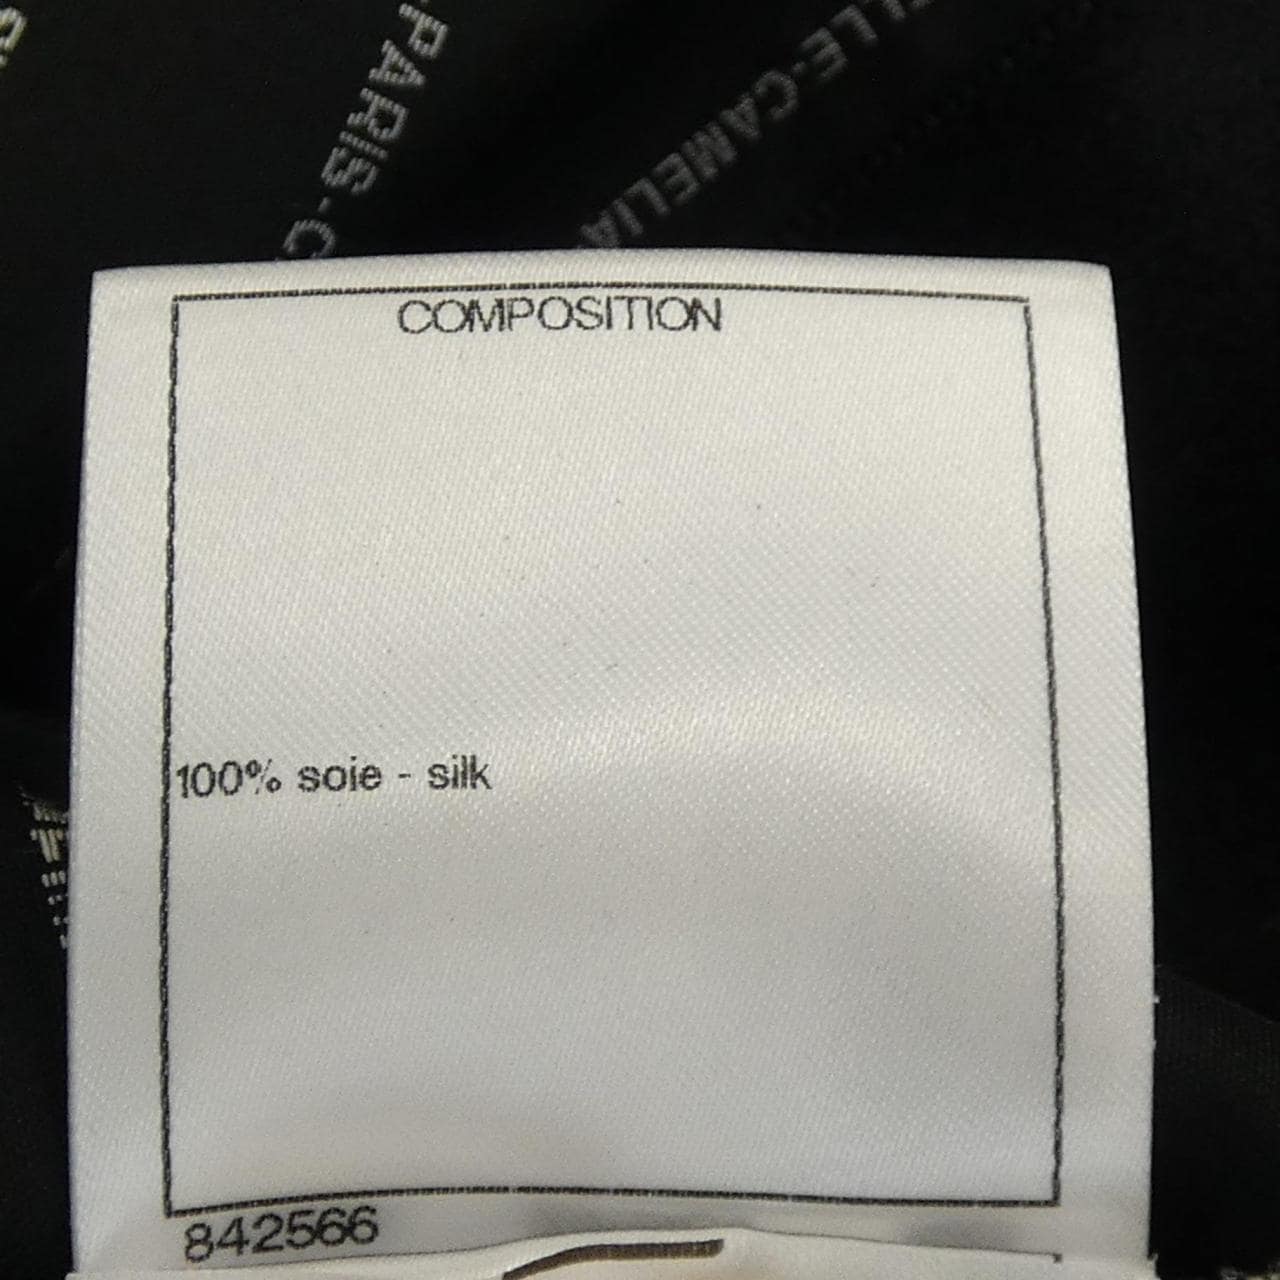 PARIS-C
LLE-CAMELIA
COMPOSITION
100% soie - silk
842566